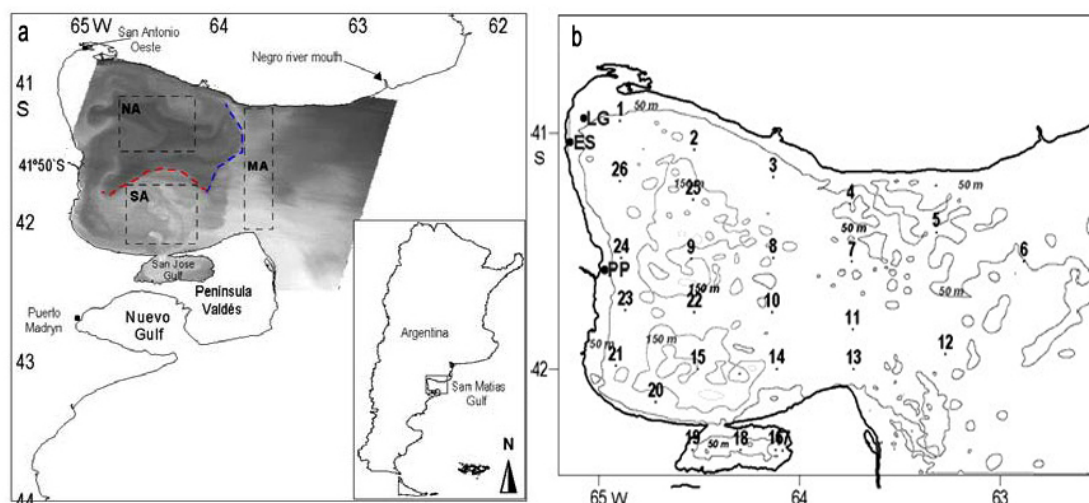 a
65 W
64
63
62
San Antonio
Oeste
Negro river mouth
41
S
NA
MA
41º50`S
SA
42
San Jose
Gulf
Península
Valdés
Puerto
Madryn
Nuevo
Gulf
43
Argentina
San Matias
Gulf
N
44
b
50 m
1
LG
41
S
ES
2
3
50 m
26
150 m
25
4
5
50 m
24
9
8
7
6
PP
150 m
50 m
23
22
10
11
12
50 m
150 m
21
15
14
13
42
20
19
18
16
17
50 m
65 W
64
63